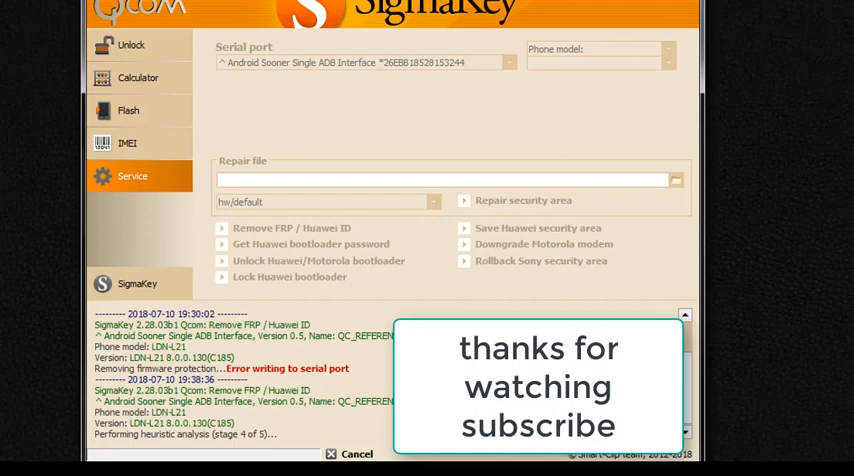 QCOM
SigmaKey
Unlock
Calculator
Flash
IMEI
Service
SigmaKey
Serial port
^ Android Sooner Single ADB Interface *26EBB18528153244
Phone model:
Repair file
hw/default
Repair security area
Remove FRP / Huawei ID
Save Huawei security area
Get Huawei bootloader password
Downgrade Motorola modem
Unlock Huawei/Motorola bootloader
Rollback Sony security area
Lock Huawei bootloader
--------- 2018-07-10 19:30:02 ---------
SigmaKey 2.28.03b1 Qcom: Remove FRP / Huawei ID
^ Android Sooner Single ADB Interface, Version 0.5, Name: QC_REFEREN
Phone model: LDN-L21
Version: LDN-L21 8.0.0.130(C185)
Removing firmware protection...Error writing to serial port
--------- 2018-07-10 19:38:36 ---------
SigmaKey 2.28.03b1 Qcom: Remove FRP / Huawei ID
^ Android Sooner Single ADB Interface, Version 0.5, Name: QC_REFEREN
Phone model: LDN-L21
Version: LDN-L21 8.0.0.130(C185)
Performing heuristic analysis (stage 4 of 5)...
thanks for
watching
subscribe
Cancel
© Smart-Clip team, 2012-2018